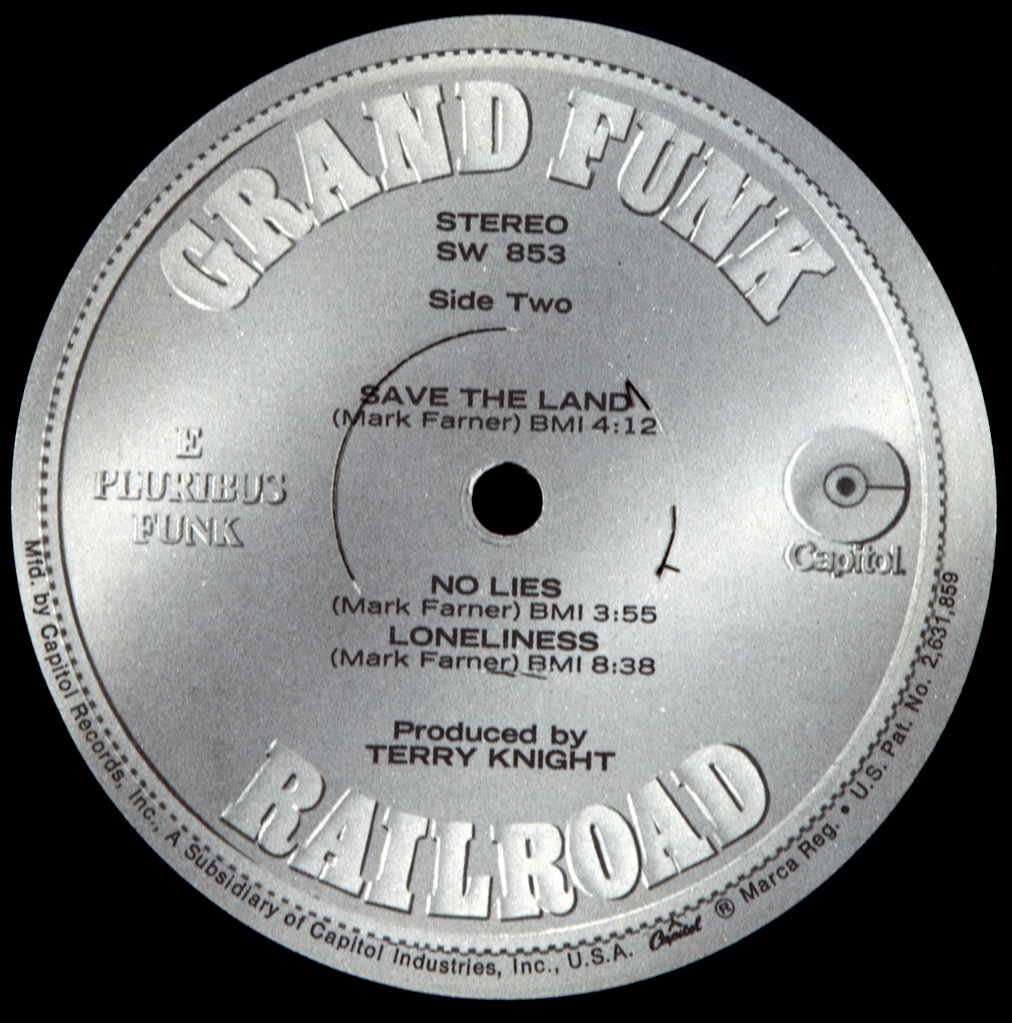 GRAND FUNK
STEREO
SW 853
Side Two
SAVE THE LAND
(Mark Farner) BMI 4:12
E
PLURIBUS
FUNK
Capitol
NO LIES
(Mark Farner) BMI 3:55
LONELINESS
(Mark Farner) BMI 8:38
Produced by
TERRY KNIGHT
RAILROAD
Mfd. by Capitol Records, Inc., A Subsidiary of Capitol Industries, Inc., U.S.A. Capitol ® Marca Reg. • U.S. Pat. No. 2,631,859